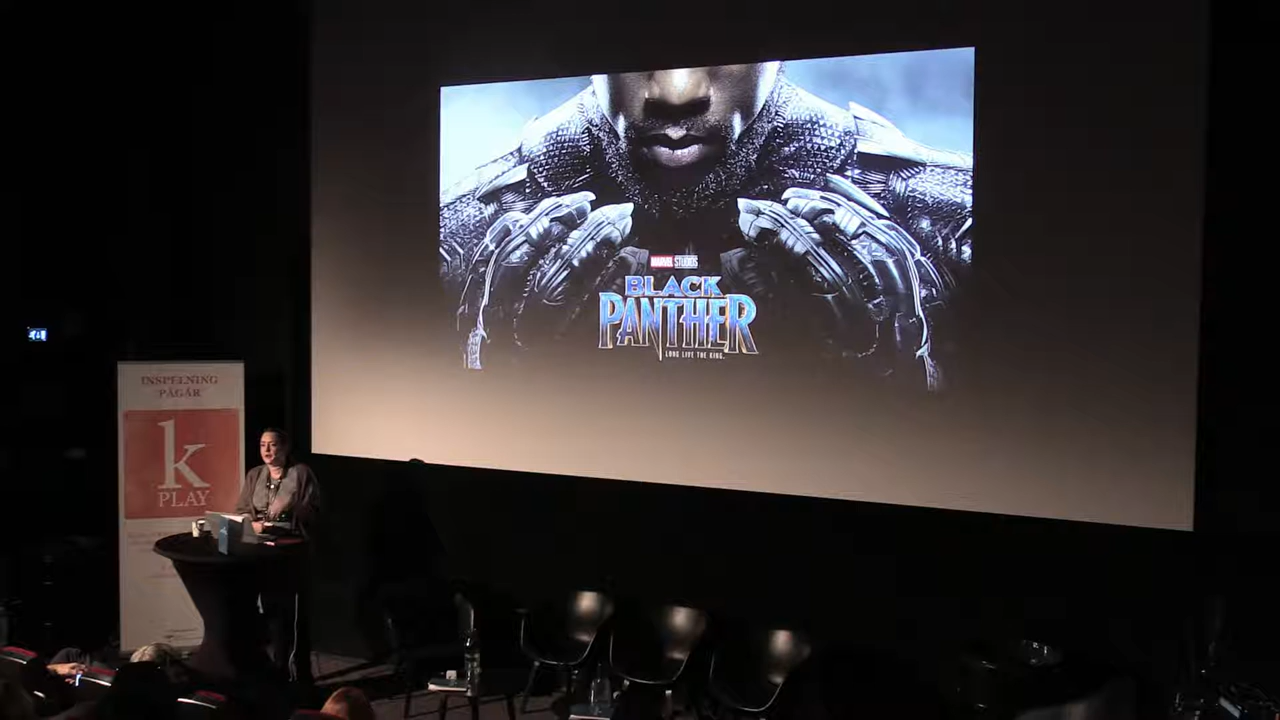 MARVEL STUDIOS
BLACK
PANTHER
LONG LIVE THE KING.
INSPELNING
PÅGÅR
k
PLAY